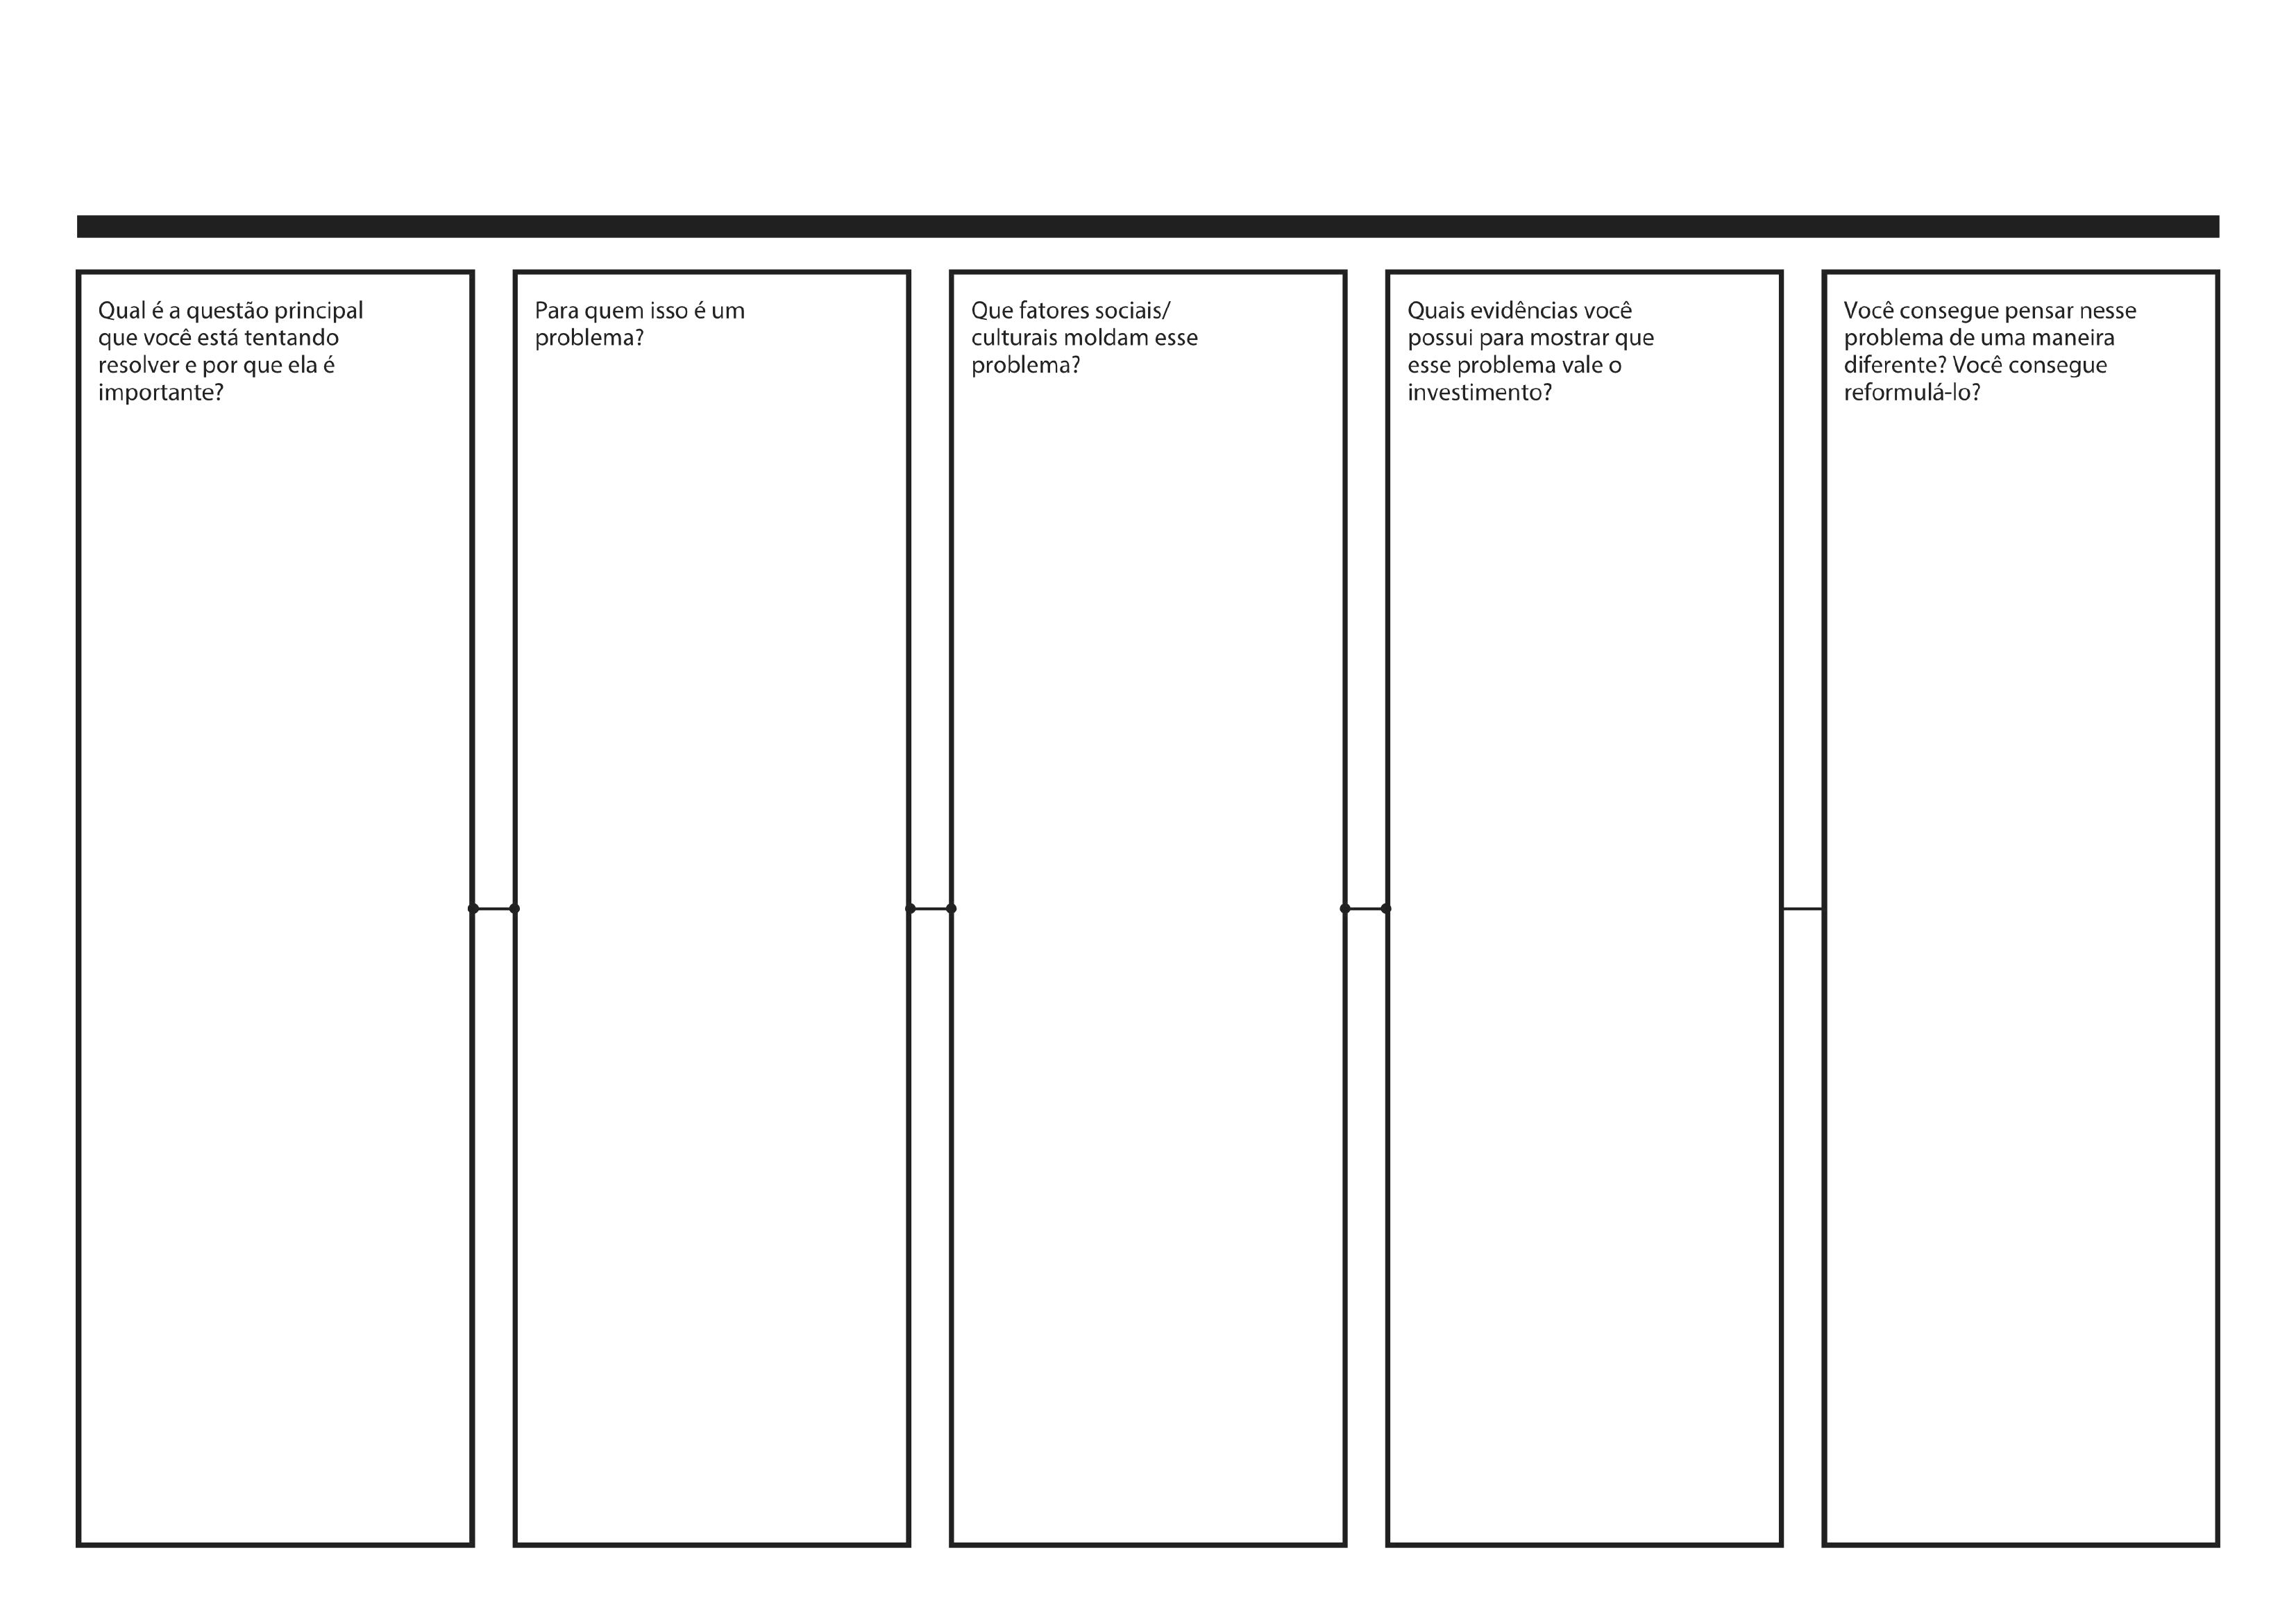 Qual é a questão principal
que você está tentando
resolver e por que ela é
importante?
Para quem isso é um
problema?
Que fatores sociais/
culturais moldam esse
problema?
Quais evidências você
possui para mostrar que
esse problema vale o
investimento?
Você consegue pensar nesse
problema de uma maneira
diferente? Você consegue
reformulá-lo?